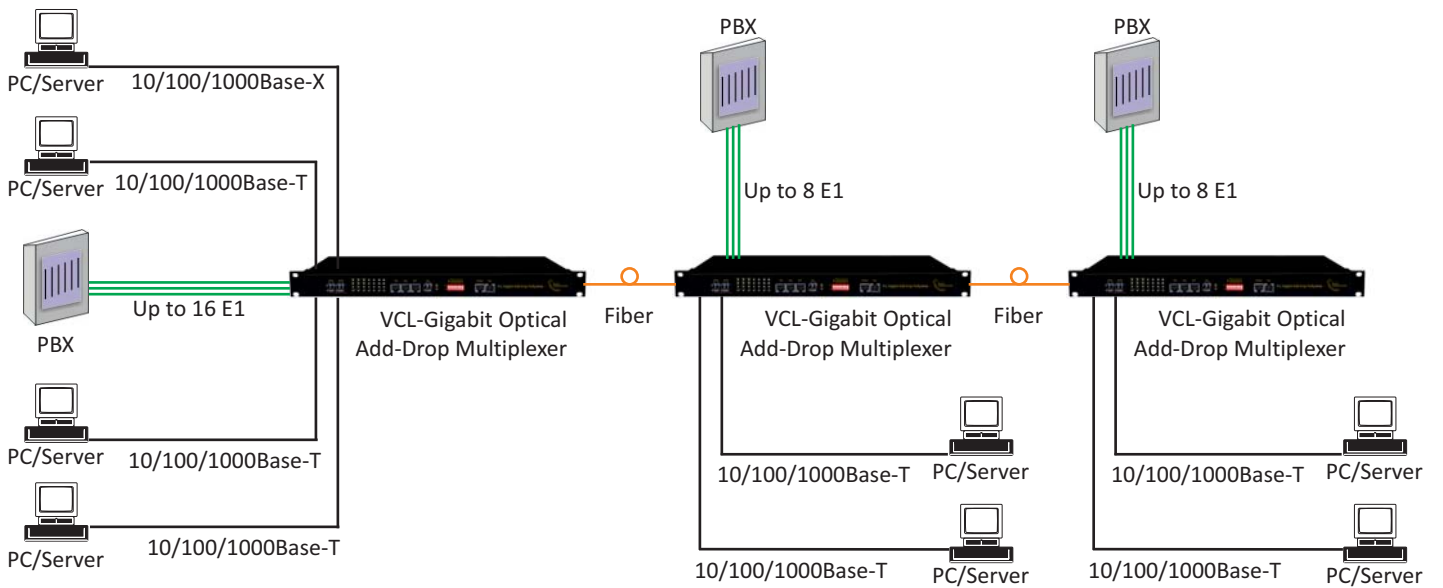 PC/Server
10/100/1000Base-X
PC/Server
10/100/1000Base-T
PBX
Up to 16 E1
PC/Server
10/100/1000Base-T
PC/Server
10/100/1000Base-T
VCL-Gigabit Optical
Add-Drop Multiplexer
Fiber
PBX
Up to 8 E1
VCL-Gigabit Optical
Add-Drop Multiplexer
10/100/1000Base-T
PC/Server
10/100/1000Base-T
PC/Server
Fiber
PBX
Up to 8 E1
VCL-Gigabit Optical
Add-Drop Multiplexer
10/100/1000Base-T
PC/Server
10/100/1000Base-T
PC/Server